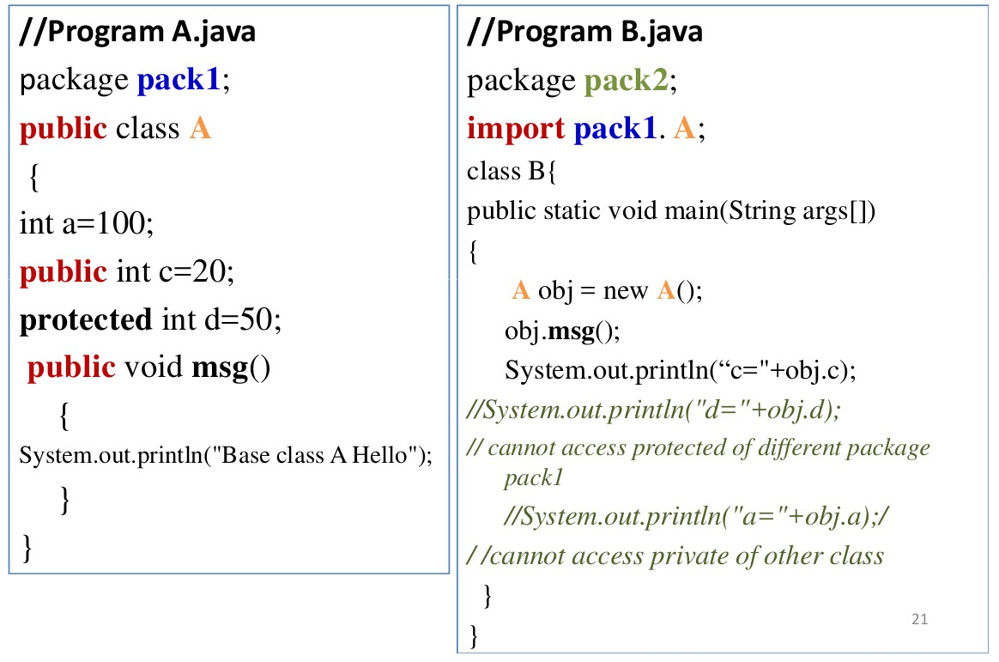 //Program A.java
package pack1;
public class A
{
int a=100;
public int c=20;
protected int d=50;
public void msg()
{
System.out.println("Base class A Hello");
}
}
//Program B.java
package pack2;
import pack1. A;
class B{
public static void main(String args[])
{
A obj = new A();
obj.msg();
System.out.println(“c="+obj.c);
//System.out.println("d="+obj.d);
// cannot access protected of different package
pack1
//System.out.println("a="+obj.a);/
/ /cannot access private of other class
}
}
21